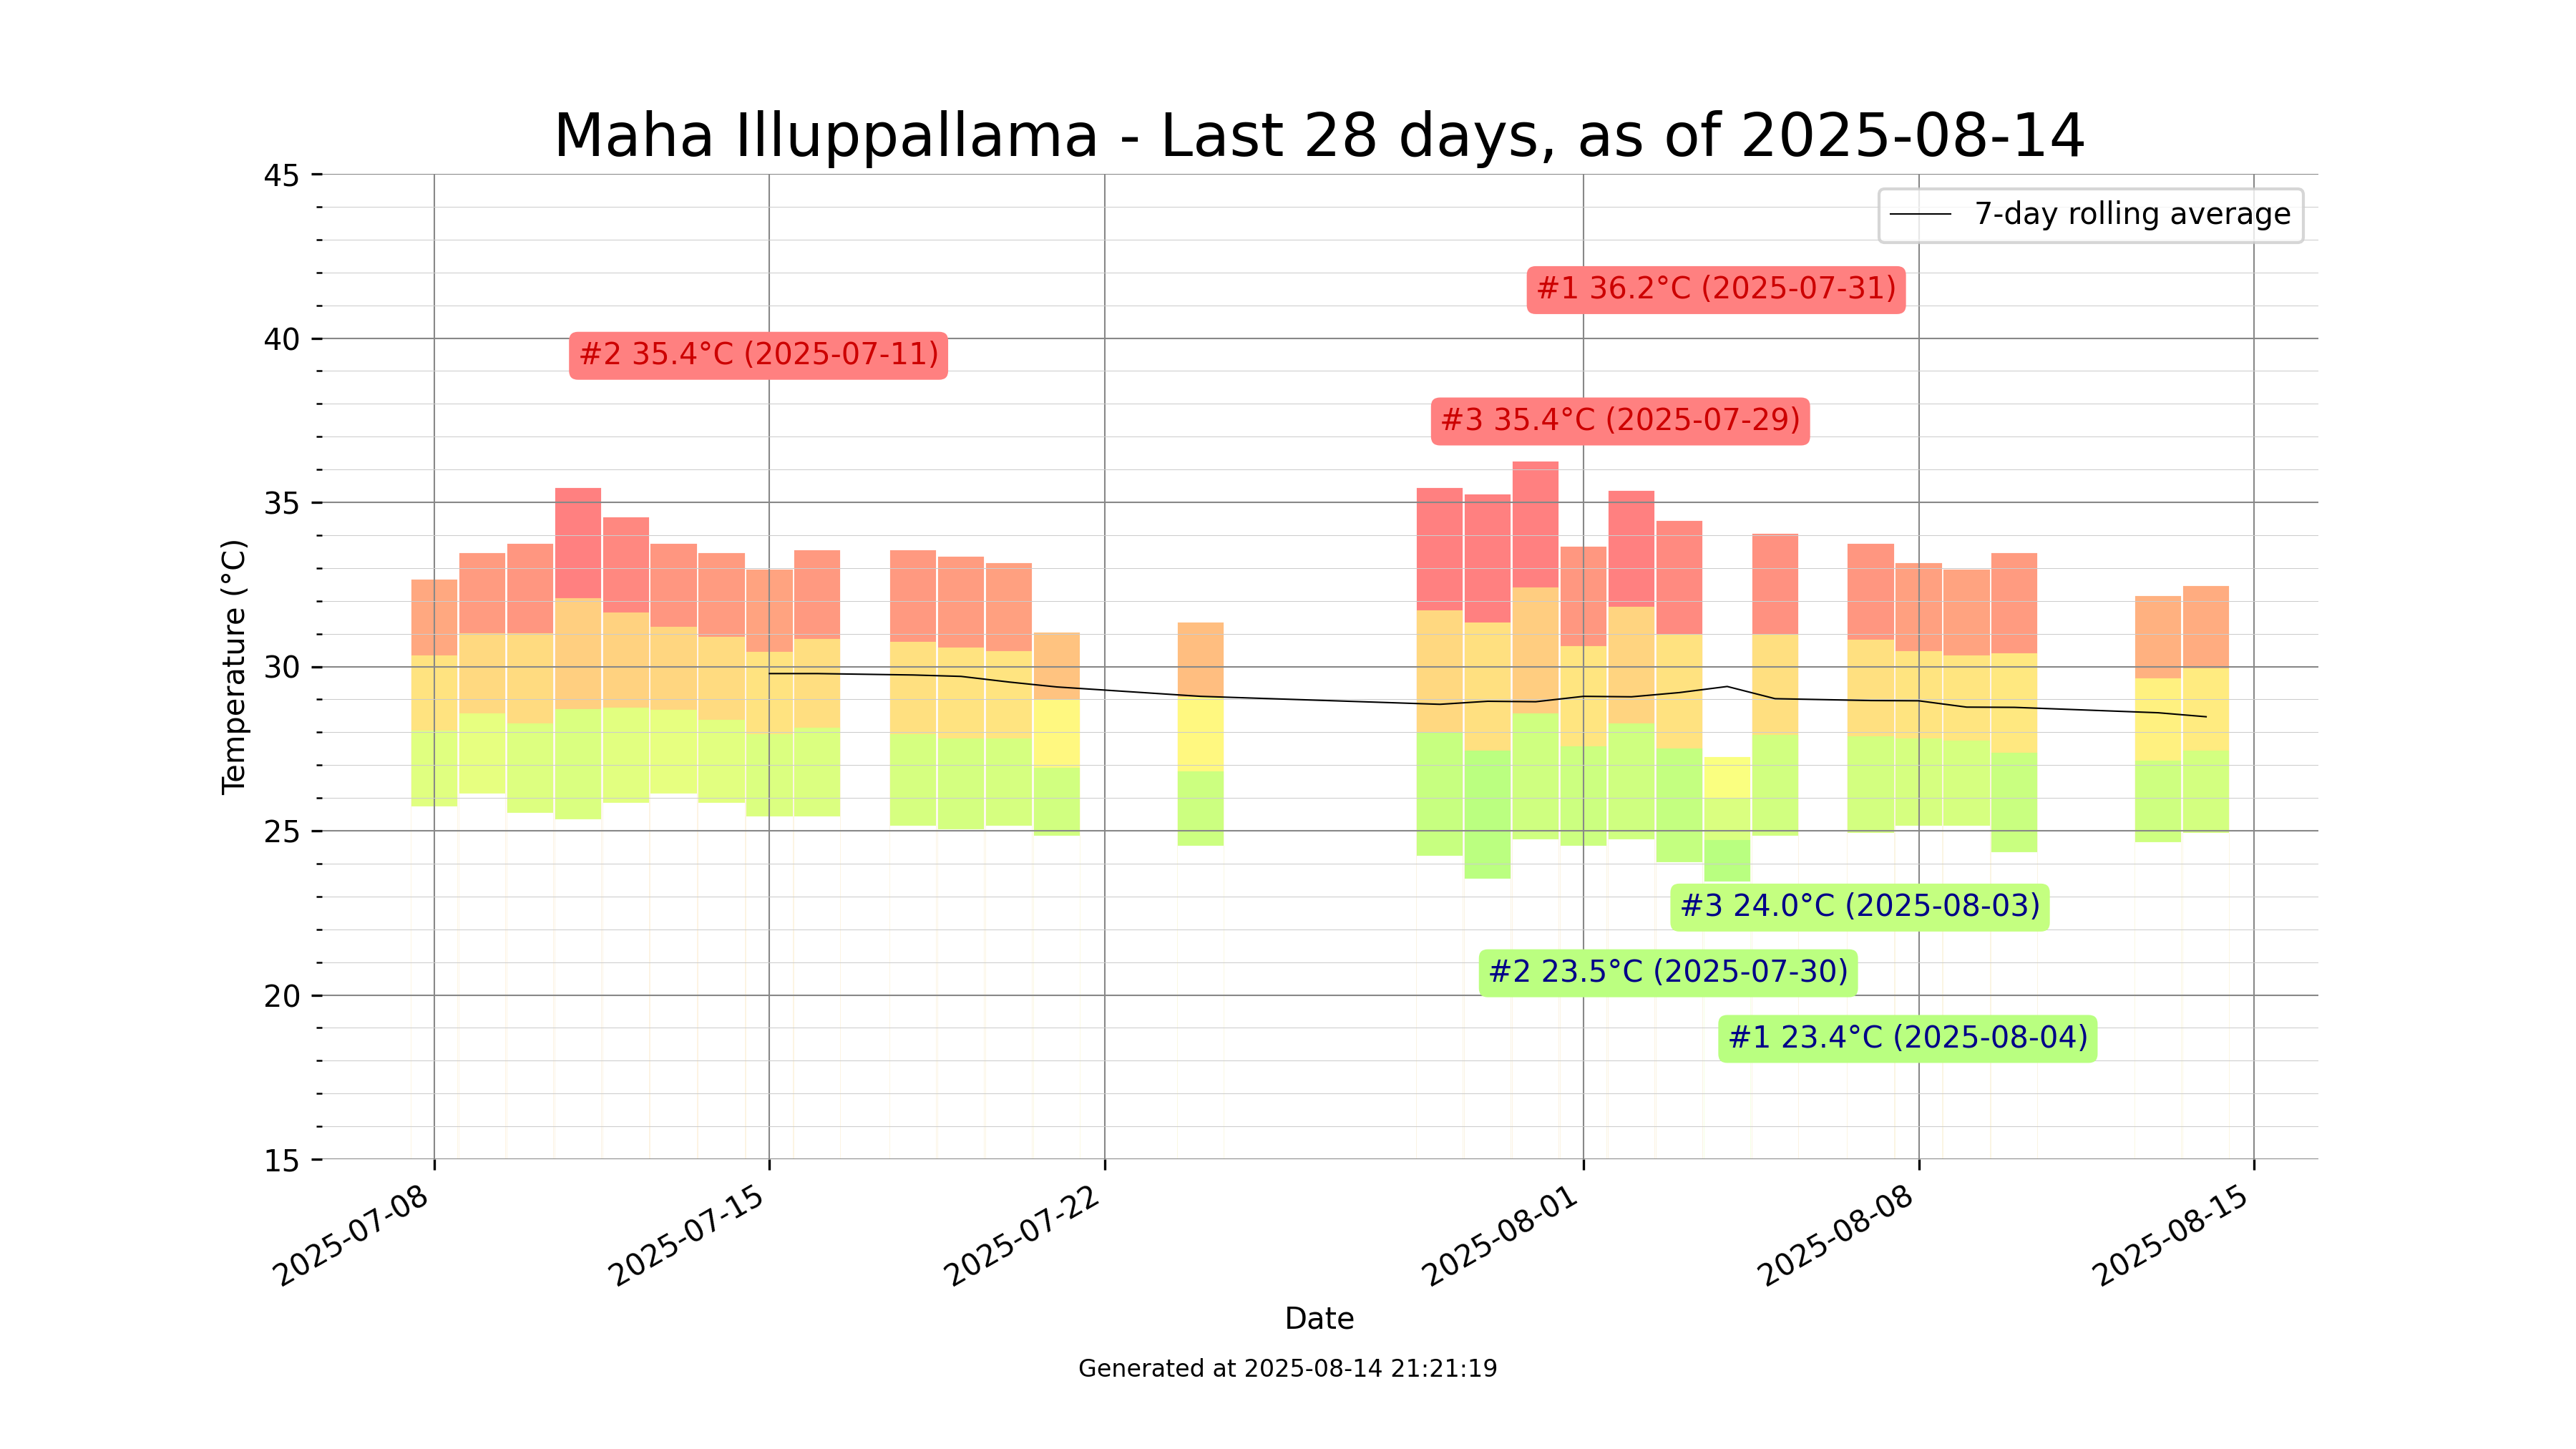 Maha Illuppallama - Last 28 days, as of 2025-08-14
45
7-day rolling average
#1 36.2°C (2025-07-31)
40
#2 35.4°C (2025-07-11)
#3 35.4°C (2025-07-29)
35
Temperature (°C)
30
25
#3 24.0°C (2025-08-03)
#2 23.5°C (2025-07-30)
20
#1 23.4°C (2025-08-04)
15
2025-07-08
2025-07-15
2025-07-22
2025-08-01
2025-08-08
2025-08-15
Date
Generated at 2025-08-14 21:21:19